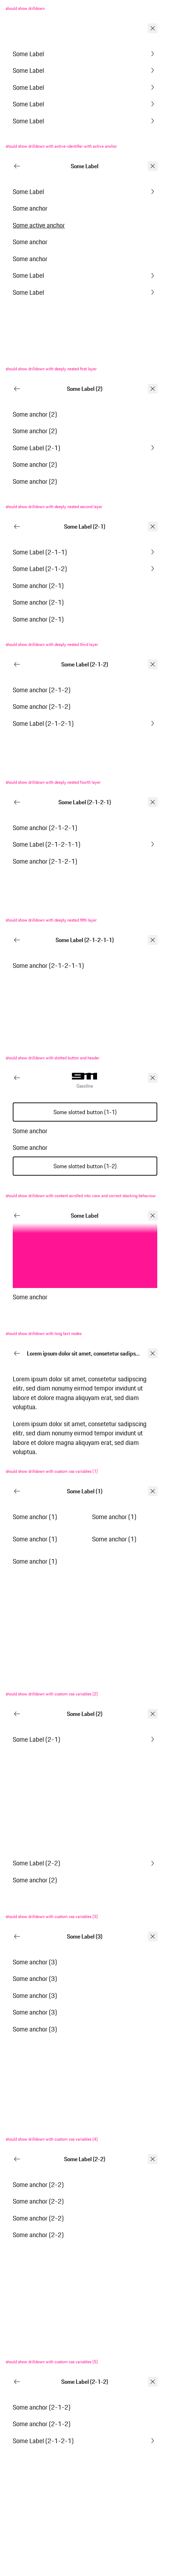 should show drilldown
Some Label
Some Label
Some Label
Some Label
Some Label
should show drilldown with active identifier with active anchor
Some Label
Some Label
Some anchor
Some active anchor
Some anchor
Some anchor
Some Label
Some Label
should show drilldown with deeply nested first layer
Some Label (2)
Some anchor (2)
Some anchor (2)
Some Label (2-1)
Some anchor (2)
Some anchor (2)
should show drilldown with deeply nested second layer
Some Label (2-1)
Some Label (2-1-1)
Some Label (2-1-2)
Some anchor (2-1)
Some anchor (2-1)
Some anchor (2-1)
should show drilldown with deeply nested third layer
Some Label (2-1-2)
Some anchor (2-1-2)
Some anchor (2-1-2)
Some Label (2-1-2-1)
should show drilldown with deeply nested fourth layer
Some Label (2-1-2-1)
Some anchor (2-1-2-1)
Some Label (2-1-2-1-1)
Some anchor (2-1-2-1)
should show drilldown with deeply nested fifth layer
Some Label (2-1-2-1-1)
Some anchor (2-1-2-1-1)
should show drilldown with slotted button and header
911
Gasoline
Some slotted button (1-1)
Some anchor
Some anchor
Some slotted button (1-2)
should show drilldown with content scrolled into view and correct stacking behaviour...
Some Label
Some anchor
should show drilldown with long text nodes
Lorem ipsum dolor sit amet, consetetur sadips...
Lorem ipsum dolor sit amet, consetetur sadipscing
elitr, sed diam nonumy eirmod tempor invidunt ut
labore et dolore magna aliquyam erat, sed diam
voluptua.
Lorem ipsum dolor sit amet, consetetur sadipscing
elitr, sed diam nonumy eirmod tempor invidunt ut
labore et dolore magna aliquyam erat, sed diam
voluptua.
should show drilldown with custom css variables (1)
Some Label (1)
Some anchor (1) Some anchor (1)
Some anchor (1) Some anchor (1)
Some anchor (1)
should show drilldown with custom css variables (2)
Some Label (2)
Some Label (2-1)
Some Label (2-2)
Some anchor (2)
should show drilldown with custom css variables (3)
Some Label (3)
Some anchor (3)
Some anchor (3)
Some anchor (3)
Some anchor (3)
Some anchor (3)
should show drilldown with custom css variables (4)
Some Label (2-2)
Some anchor (2-2)
Some anchor (2-2)
Some anchor (2-2)
Some anchor (2-2)
should show drilldown with custom css variables (5)
Some Label (2-1-2)
Some anchor (2-1-2)
Some anchor (2-1-2)
Some Label (2-1-2-1)